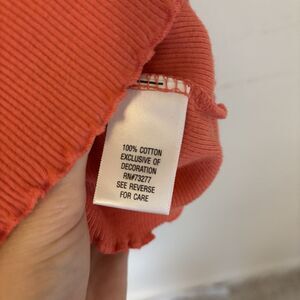 100% COTTON
EXCLUSIVE OF
DECORATION
RN#73277
SEE REVERSE
FOR CARE